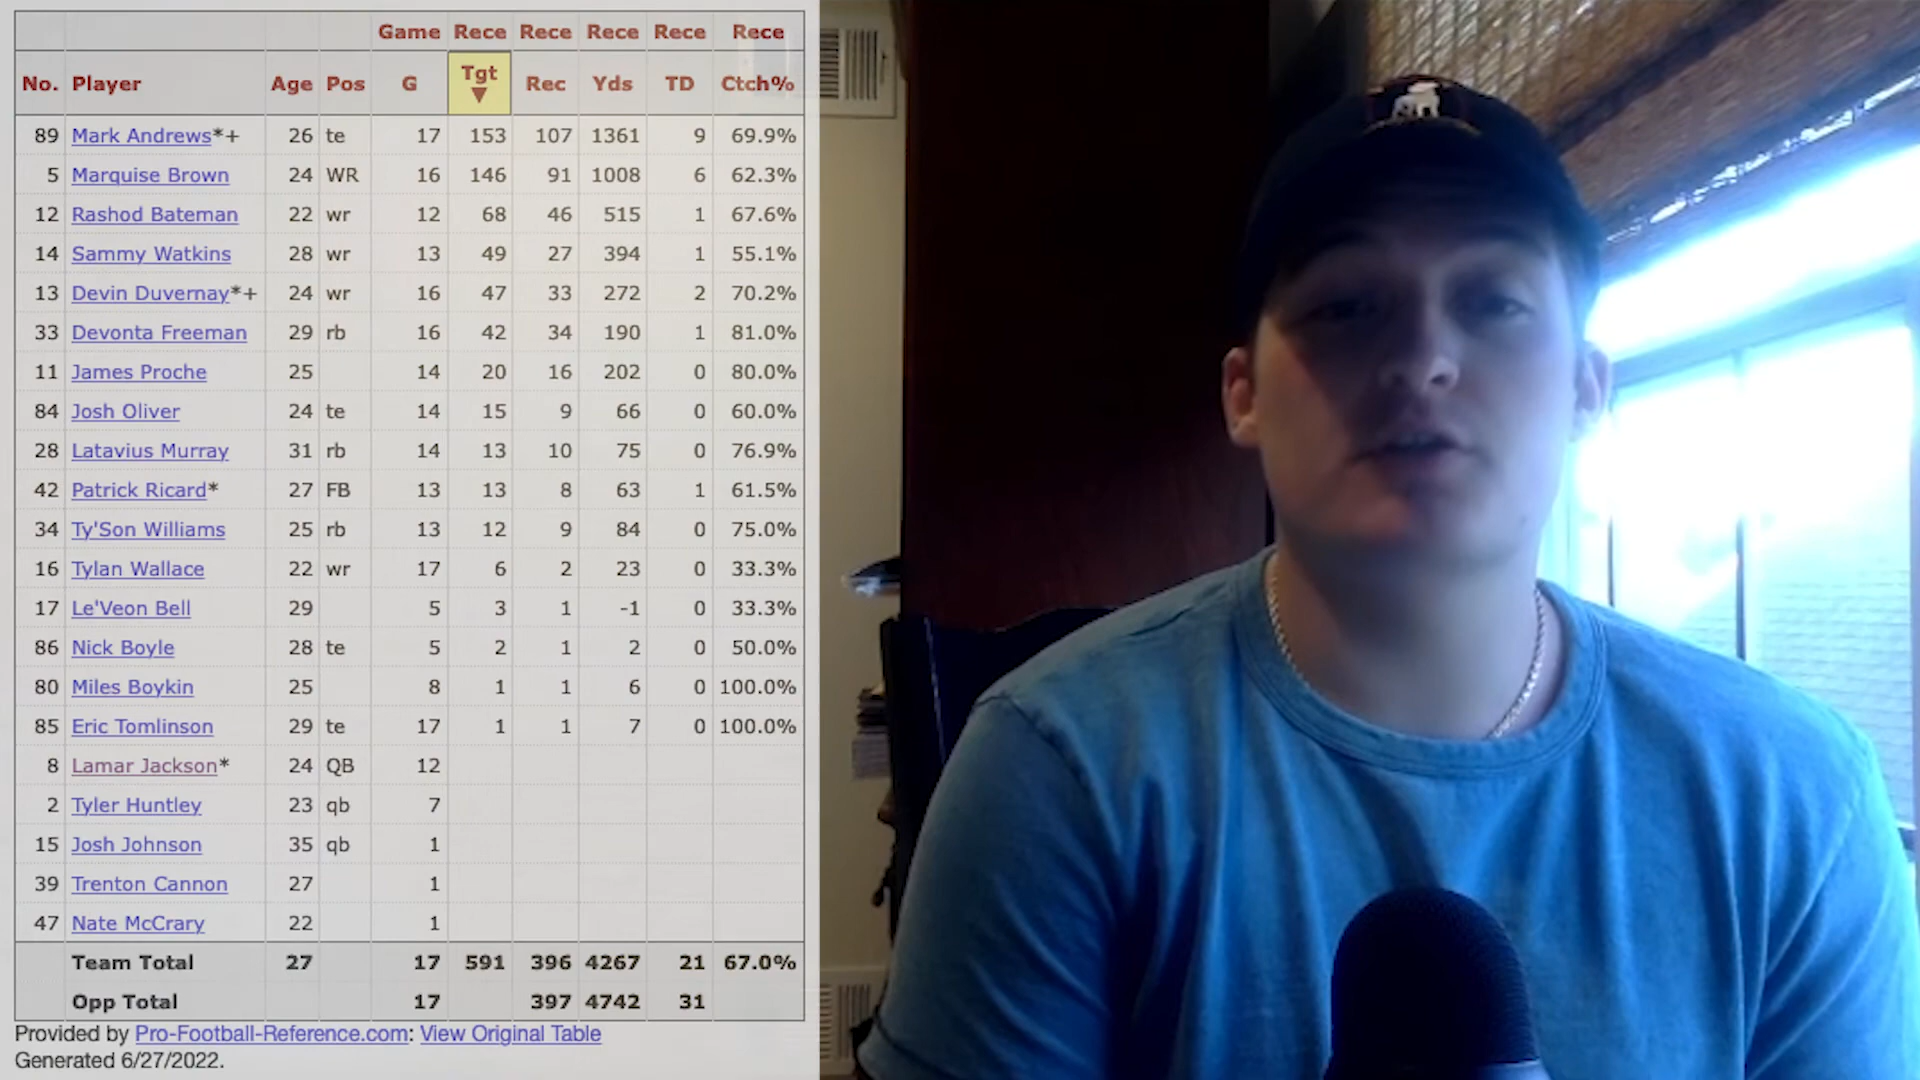 Game Rece Rece Rece Rece Rece
No. Player Age Pos G Tgt ▼ Rec Yds TD Ctch%
89 Mark Andrews*+ 26 te 17 153 107 1361 9 69.9%
5 Marquise Brown 24 WR 16 146 91 1008 6 62.3%
12 Rashod Bateman 22 wr 12 68 46 515 1 67.6%
14 Sammy Watkins 28 wr 13 49 27 394 1 55.1%
13 Devin Duvernay*+ 24 wr 16 47 33 272 2 70.2%
33 Devonta Freeman 29 rb 16 42 34 190 1 81.0%
11 James Proche 25 14 20 16 202 0 80.0%
84 Josh Oliver 24 te 14 15 9 66 0 60.0%
28 Latavius Murray 31 rb 14 13 10 75 0 76.9%
42 Patrick Ricard* 27 FB 13 13 8 63 1 61.5%
34 Ty'Son Williams 25 rb 13 12 9 84 0 75.0%
16 Tylan Wallace 22 wr 17 6 2 23 0 33.3%
17 Le'Veon Bell 29 5 3 1 -1 0 33.3%
86 Nick Boyle 28 te 5 2 1 2 0 50.0%
80 Miles Boykin 25 8 1 1 6 0 100.0%
85 Eric Tomlinson 29 te 17 1 1 7 0 100.0%
8 Lamar Jackson* 24 QB 12
2 Tyler Huntley 23 qb 7
15 Josh Johnson 35 qb 1
39 Trenton Cannon 27 1
47 Nate McCrary 22 1
Team Total 27 17 591 396 4267 21 67.0%
Opp Total 17 397 4742 31
Provided by Pro-Football-Reference.com: View Original Table
Generated 6/27/2022.